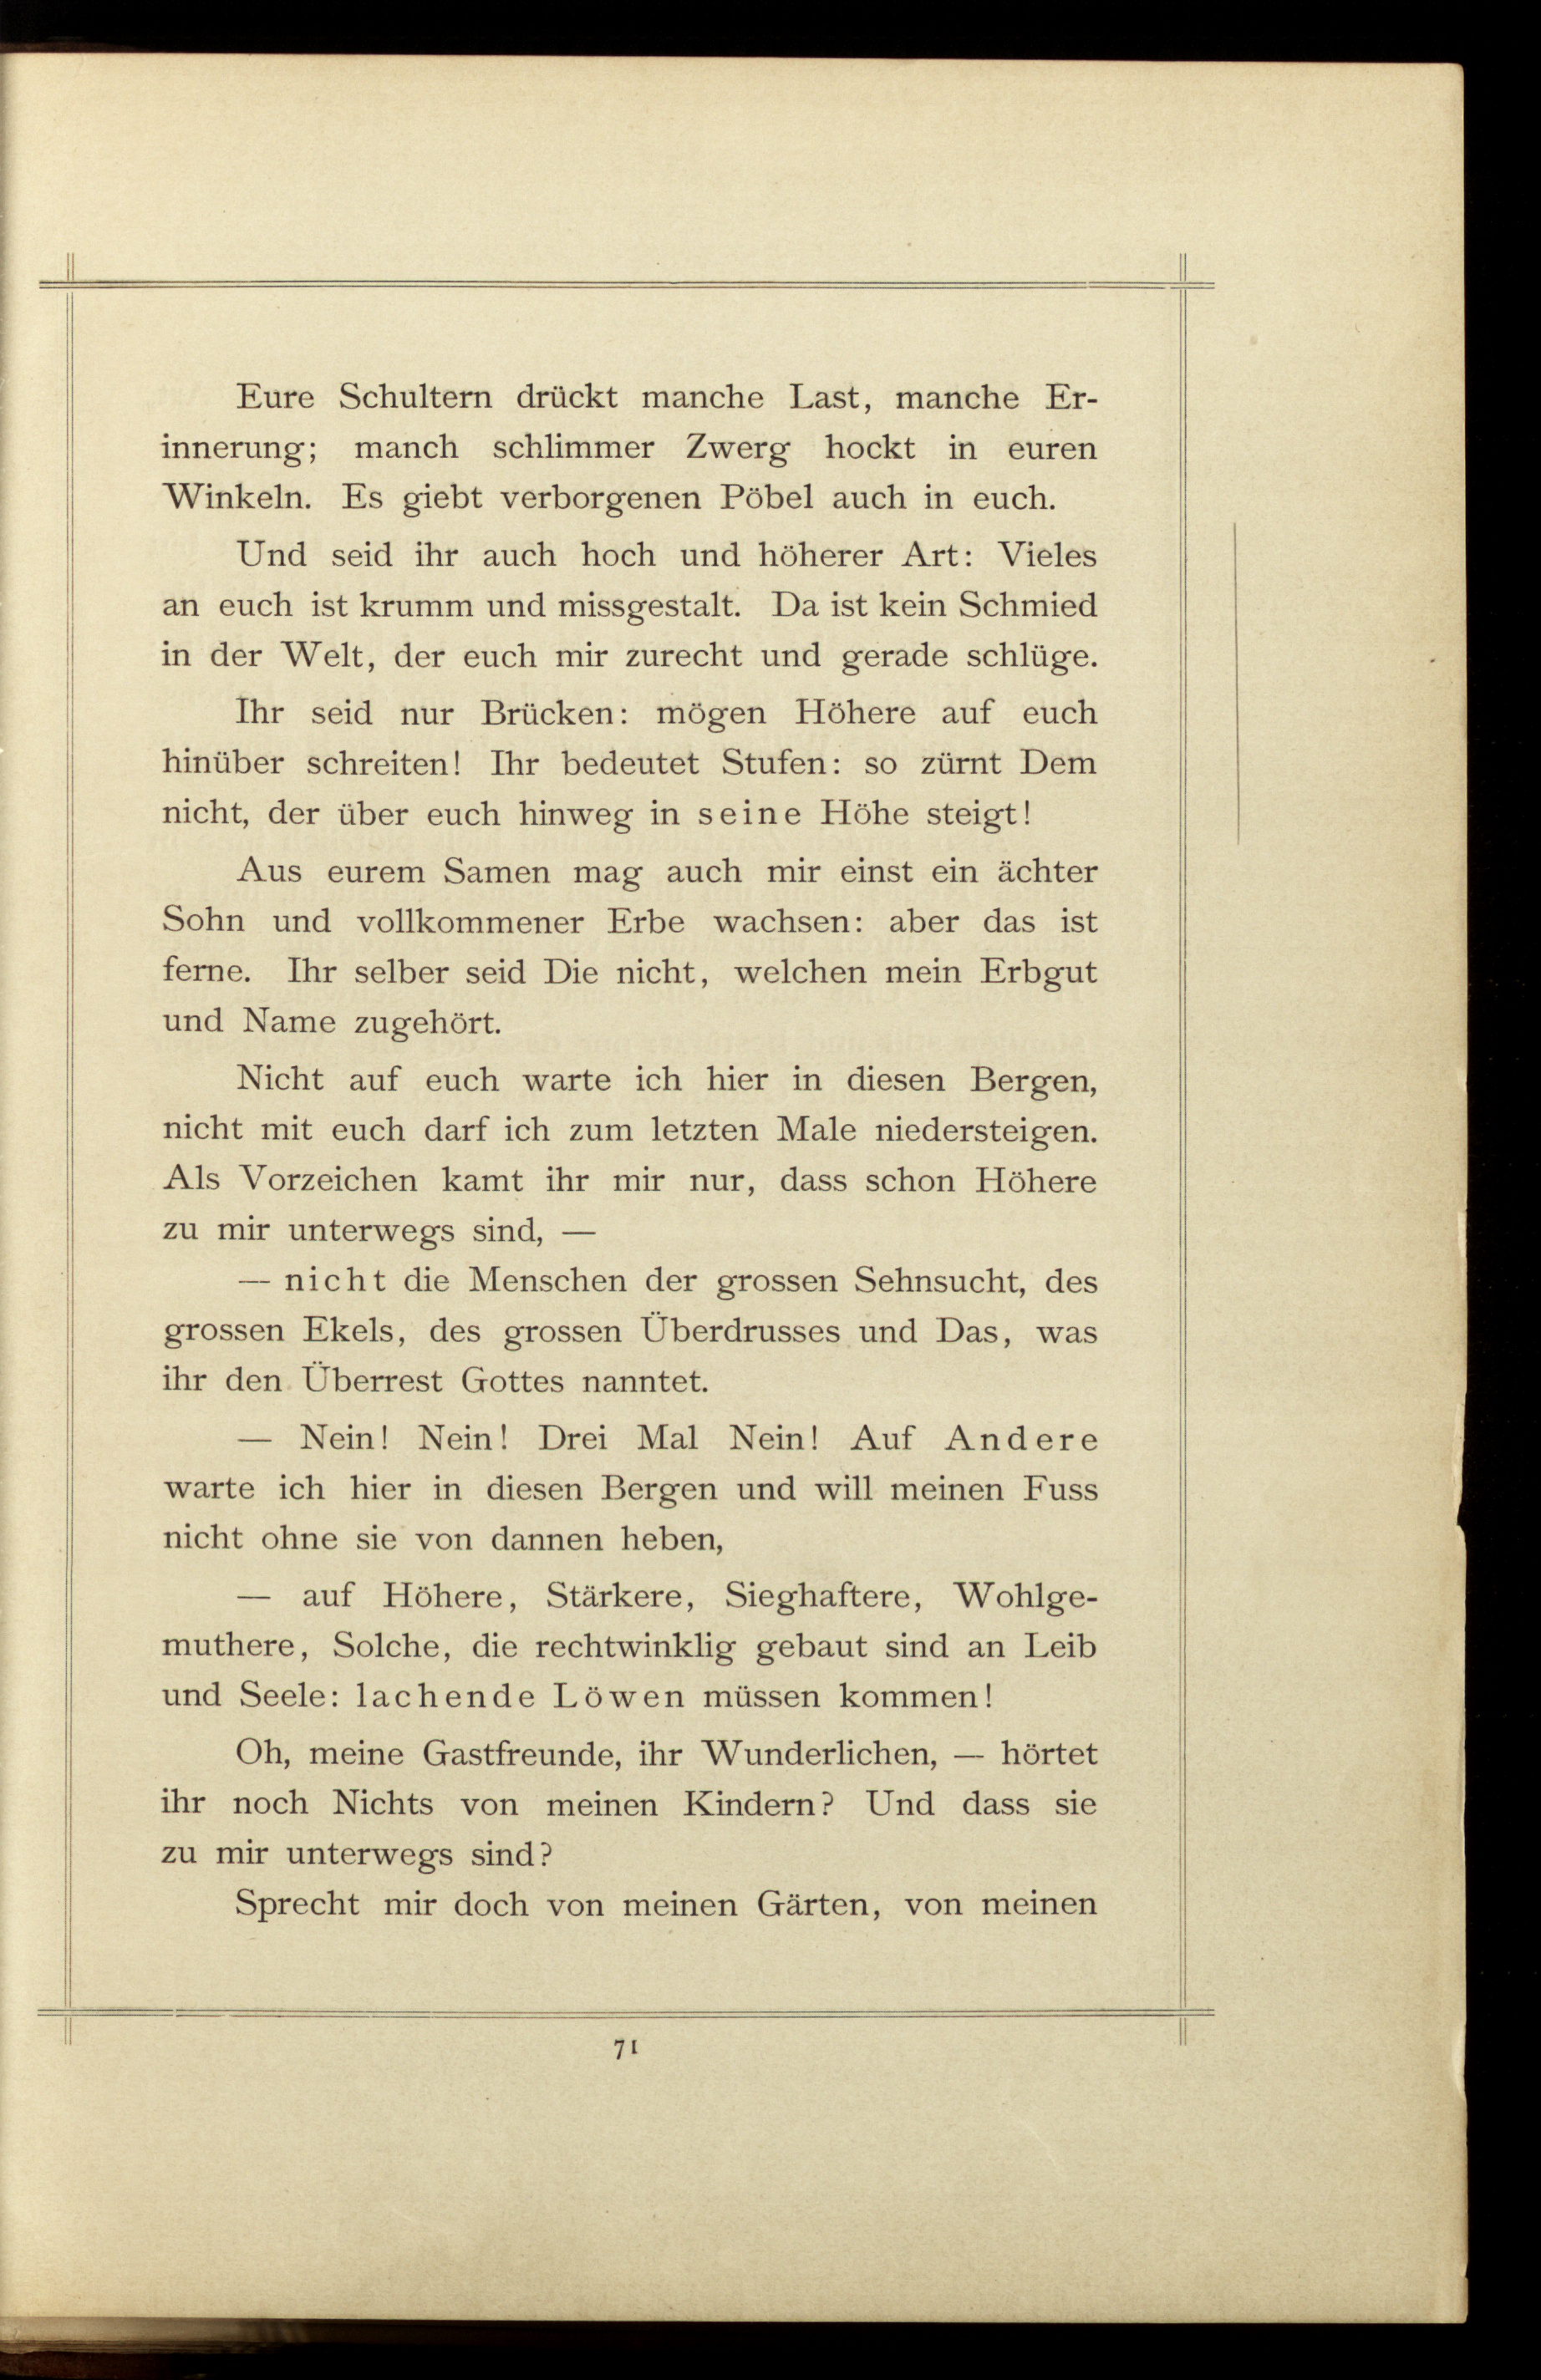 Eure Schultern drückt manche Last, manche Er-
innerung; manch schlimmer Zwerg hockt in euren
Winkeln. Es giebt verborgenen Pöbel auch in euch.
Und seid ihr auch hoch und höherer Art: Vieles
an euch ist krumm und missgestalt. Da ist kein Schmied
in der Welt, der euch mir zurecht und gerade schlüge.
Ihr seid nur Brücken: mögen Höhere auf euch
hinüber schreiten! Ihr bedeutet Stufen: so zürnt Dem
nicht, der über euch hinweg in seine Höhe steigt!
Aus eurem Samen mag auch mir einst ein ächter
Sohn und vollkommener Erbe wachsen: aber das ist
ferne. Ihr selber seid Die nicht, welchen mein Erbgut
und Name zugehört.
Nicht auf euch warte ich hier in diesen Bergen,
nicht mit euch darf ich zum letzten Male niedersteigen.
Als Vorzeichen kamt ihr mir nur, dass schon Höhere
zu mir unterwegs sind, —
— nicht die Menschen der grossen Sehnsucht, des
grossen Ekels, des grossen Überdrusses und Das, was
ihr den Überrest Gottes nanntet.
— Nein! Nein! Drei Mal Nein! Auf Andere
warte ich hier in diesen Bergen und will meinen Fuss
nicht ohne sie von dannen heben,
— auf Höhere, Stärkere, Sieghaftere, Wohlge-
muthere, Solche, die rechtwinklig gebaut sind an Leib
und Seele: lachende Löwen müssen kommen!
Oh, meine Gastfreunde, ihr Wunderlichen, — hörtet
ihr noch Nichts von meinen Kindern? Und dass sie
zu mir unterwegs sind?
Sprecht mir doch von meinen Gärten, von meinen
71